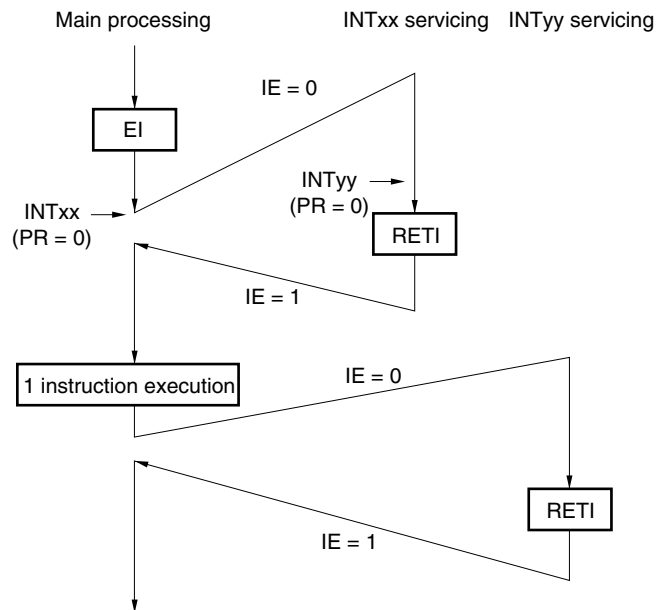 Main processing
INTxx servicing
INTyy servicing
IE = 0
EI
INTyy
(PR = 0)
INTxx
(PR = 0)
RETI
IE = 1
1 instruction execution
IE = 0
RETI
IE = 1